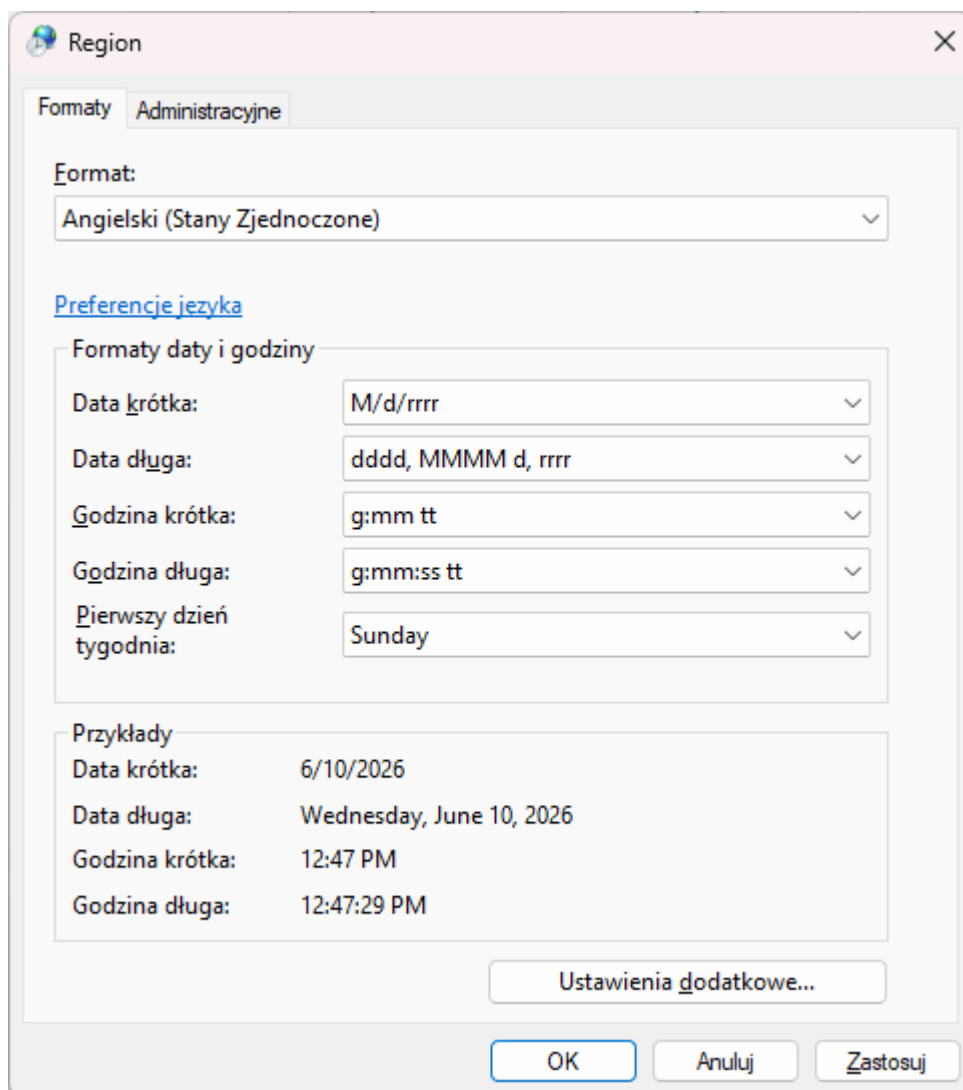 Region
Formaty Administracyjne
Format:
Angielski (Stany Zjednoczone)
Preferencje języka
Formaty daty i godziny
Data krótka: M/d/rrrr
Data długa: dddd, MMMM d, rrrr
Godzina krótka: g:mm tt
Godzina długa: g:mm:ss tt
Pierwszy dzień
tygodnia: Sunday
Przykłady
Data krótka: 6/10/2026
Data długa: Wednesday, June 10, 2026
Godzina krótka: 12:47 PM
Godzina długa: 12:47:29 PM
Ustawienia dodatkowe...
OK Anuluj Zastosuj